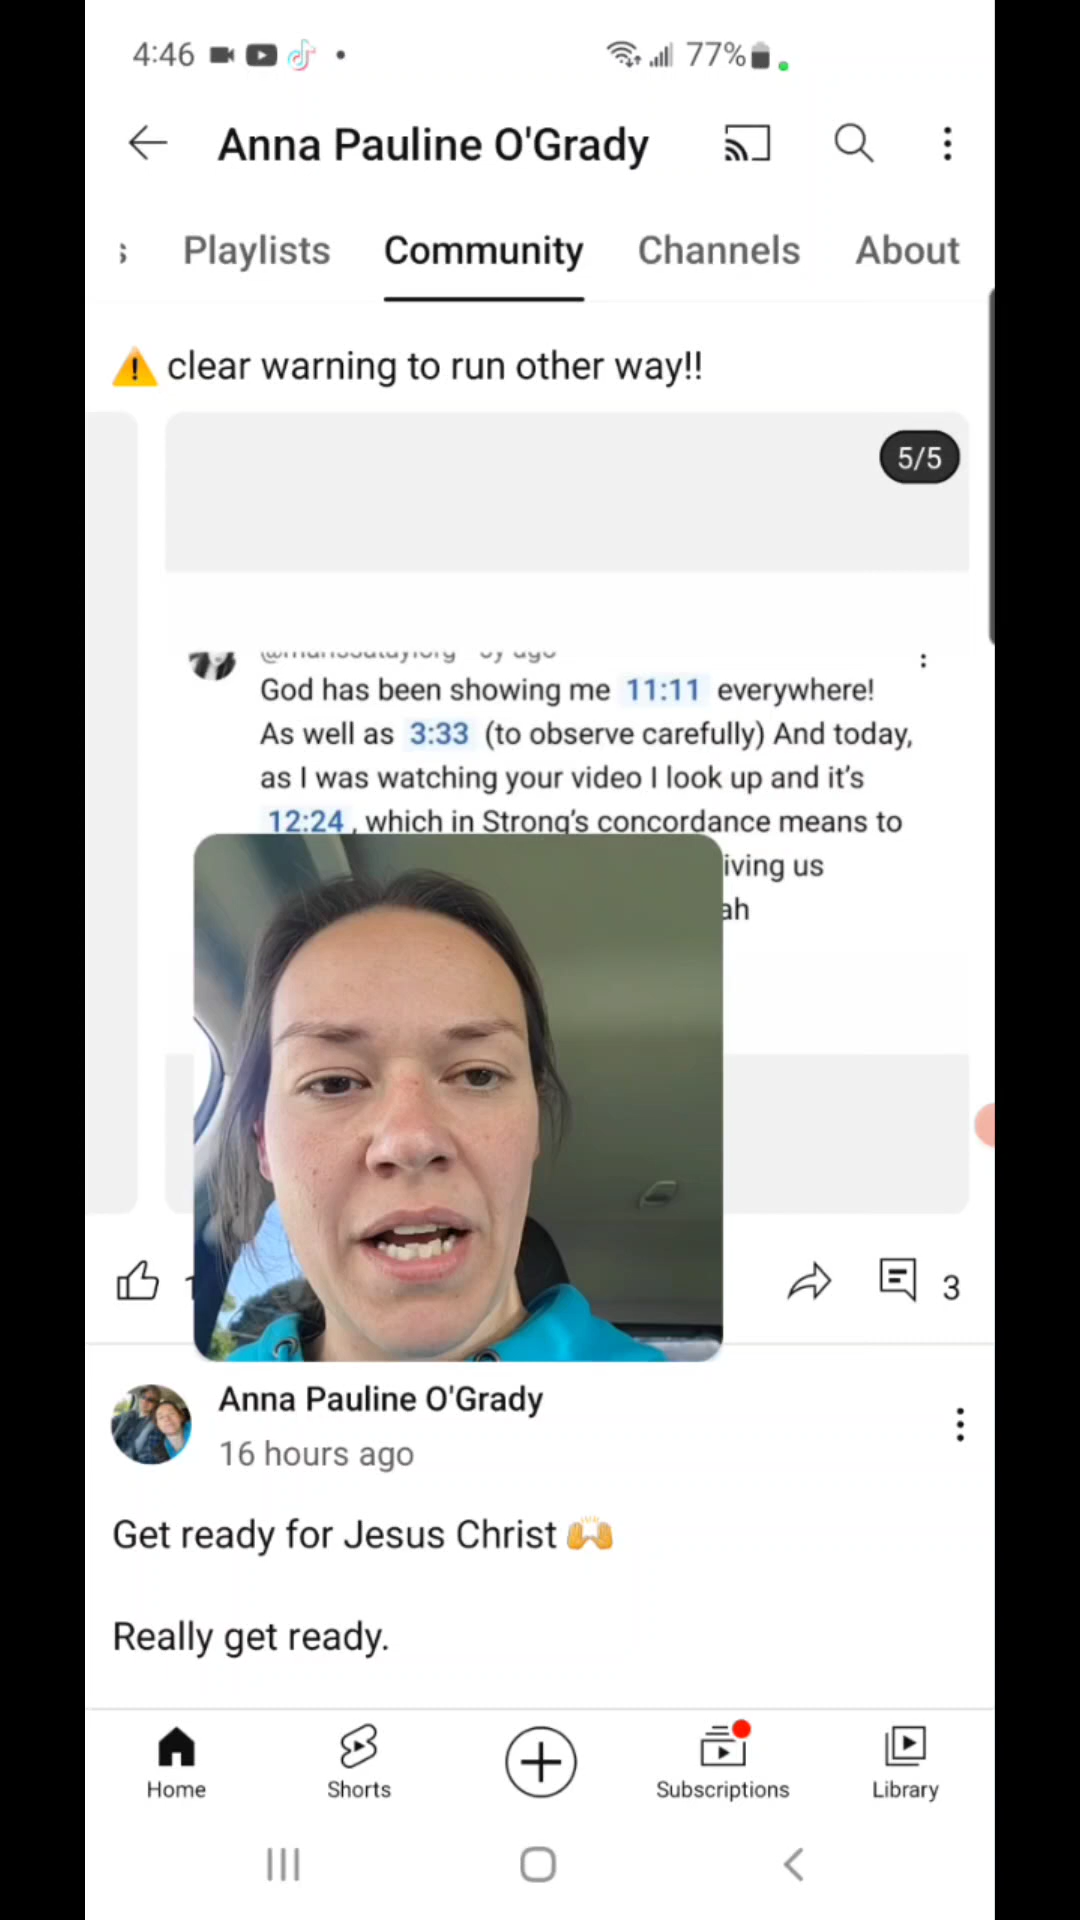 4:46
77%
Anna Pauline O'Grady
s Playlists Community Channels About
⚠️ clear warning to run other way!!
5/5
God has been showing me 11:11 everywhere!
As well as 3:33 (to observe carefully) And today,
as I was watching your video I look up and it's
12:24, which in Strong's concordance means to
iving us
ah
3
Anna Pauline O'Grady
16 hours ago
Get ready for Jesus Christ 🙌
Really get ready.
Home Shorts Subscriptions Library